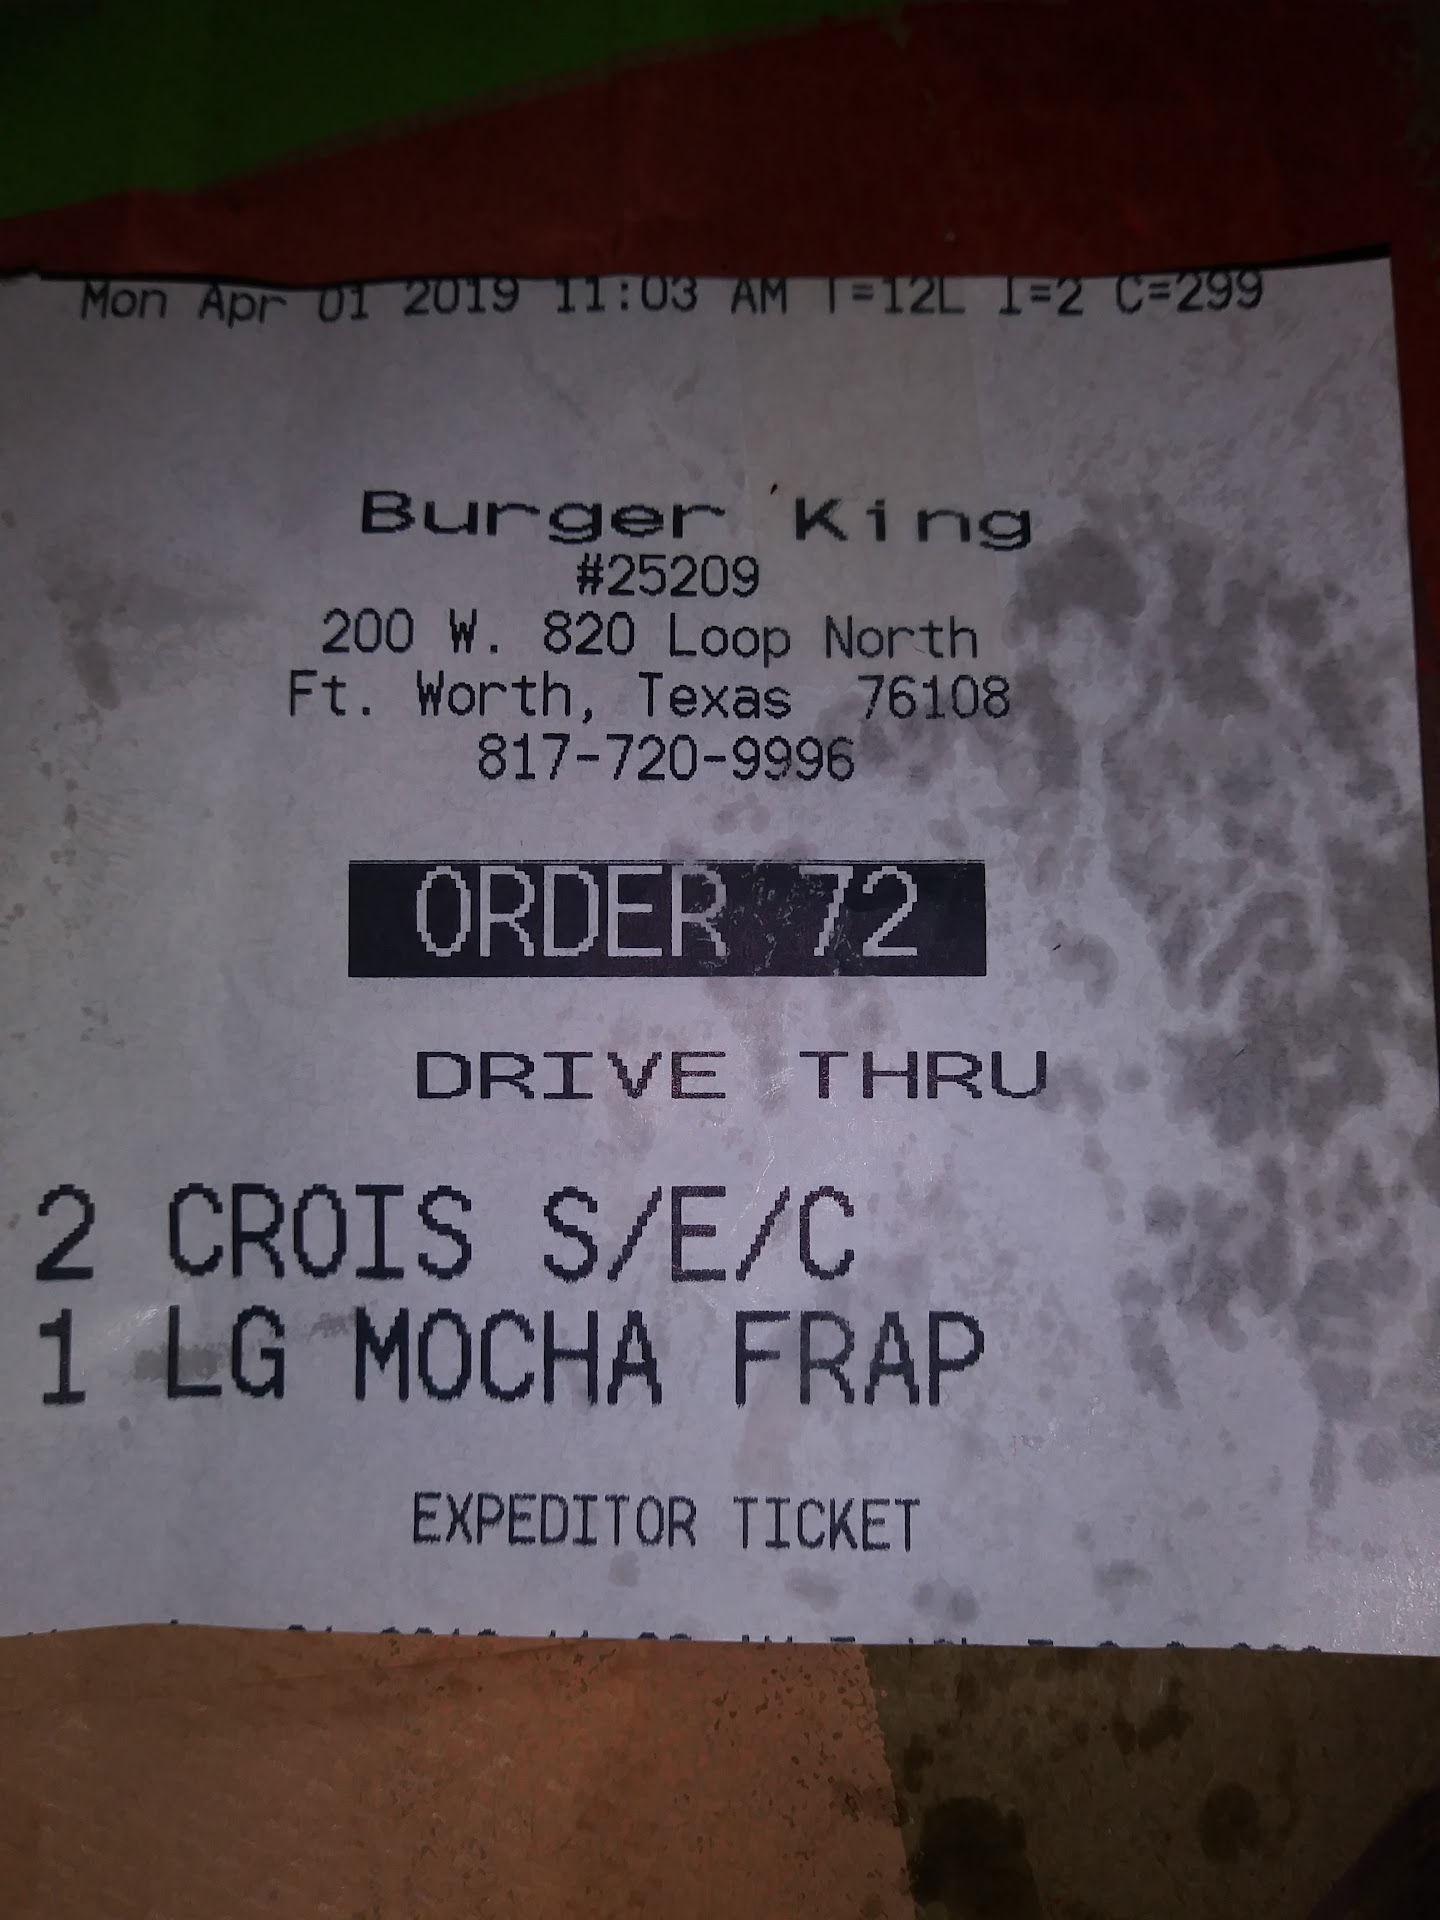 Mon Apr 01 2019 11:03 AM T=12L I=2 C=299
Burger King
#25209
200 W. 820 Loop North
Ft. Worth, Texas 76108
817-720-9996
ORDER 72
DRIVE THRU
2 CROIS S/E/C
1 LG MOCHA FRAP
EXPEDITOR TICKET